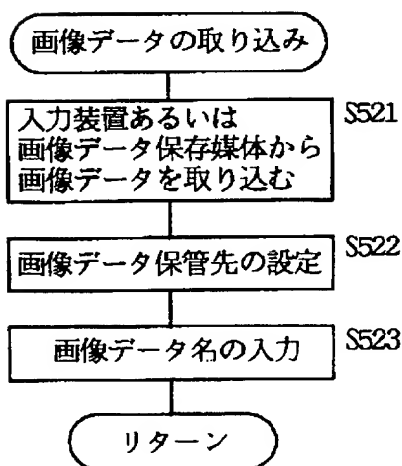 画像データの取り込み
S521
入力装置あるいは
画像データ保存媒体から
画像データを取り込む
S522
画像データ保管先の設定
S523
画像データ名の入力
リターン